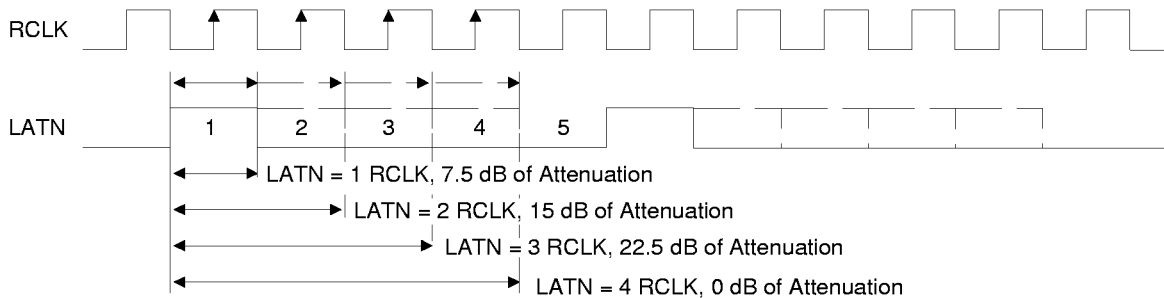 RCLK
LATN
1 2 3 4 5
LATN = 1 RCLK, 7.5 dB of Attenuation
LATN = 2 RCLK, 15 dB of Attenuation
LATN = 3 RCLK, 22.5 dB of Attenuation
LATN = 4 RCLK, 0 dB of Attenuation